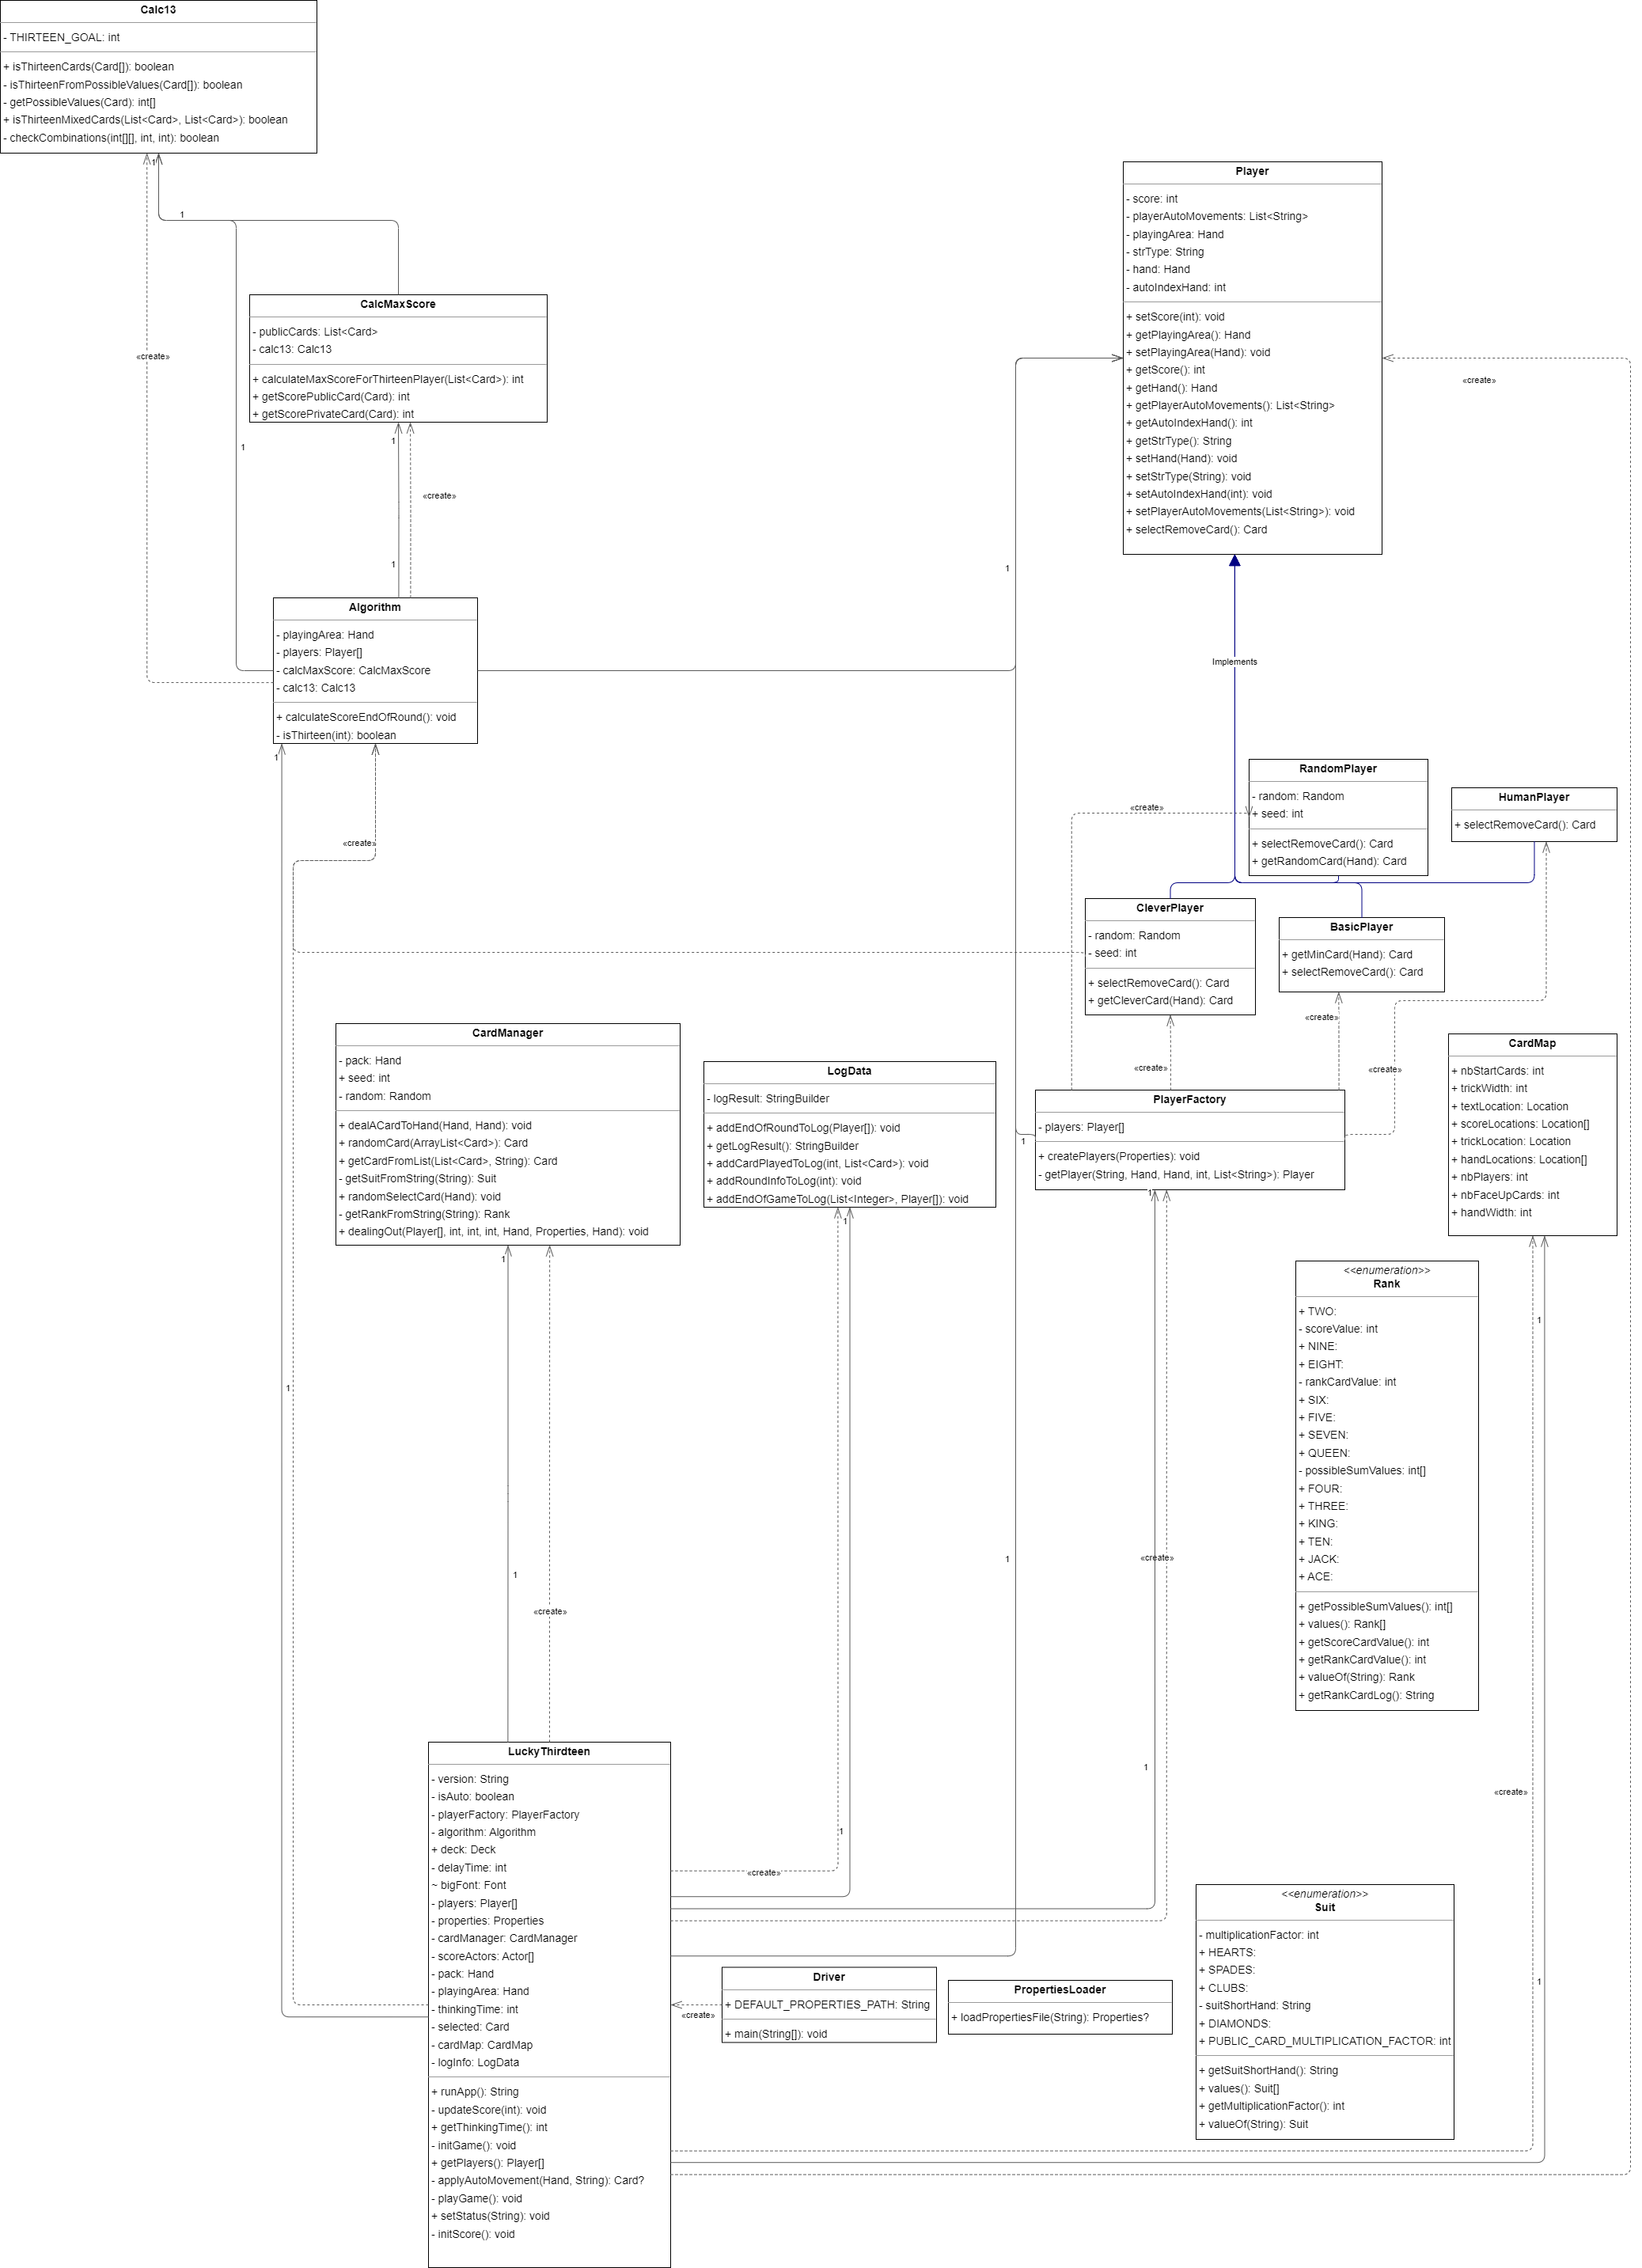 Calc13
- THIRTEEN_GOAL: int
+ isThirteenCards(Card[]): boolean
- isThirteenFromPossibleValues(Card[]): boolean
- getPossibleValues(Card): int[]
+ isThirteenMixedCards(List<Card>, List<Card>): boolean
- checkCombinations(int[][], int, int): boolean
1
1
«create»
1
CalcMaxScore
- publicCards: List<Card>
- calc13: Calc13
+ calculateMaxScoreForThirteenPlayer(List<Card>): int
+ getScorePublicCard(Card): int
+ getScorePrivateCard(Card): int
1
«create»
1
Algorithm
- playingArea: Hand
- players: Player[]
- calcMaxScore: CalcMaxScore
- calc13: Calc13
+ calculateScoreEndOfRound(): void
- isThirteen(int): boolean
1
«create»
Player
- score: int
- playerAutoMovements: List<String>
- playingArea: Hand
- strType: String
- hand: Hand
- autoIndexHand: int
+ setScore(int): void
+ getPlayingArea(): Hand
+ setPlayingArea(Hand): void
+ getScore(): int
+ getHand(): Hand
+ getPlayerAutoMovements(): List<String>
+ getAutoIndexHand(): int
+ getStrType(): String
+ setHand(Hand): void
+ setStrType(String): void
+ setAutoIndexHand(int): void
+ setPlayerAutoMovements(List<String>): void
+ selectRemoveCard(): Card
«create»
1
Implements
RandomPlayer
- random: Random
+ seed: int
+ selectRemoveCard(): Card
+ getRandomCard(Hand): Card
«create»
HumanPlayer
+ selectRemoveCard(): Card
CleverPlayer
- random: Random
- seed: int
+ selectRemoveCard(): Card
+ getCleverCard(Hand): Card
BasicPlayer
+ getMinCard(Hand): Card
+ selectRemoveCard(): Card
«create»
«create»
«create»
CardManager
- pack: Hand
+ seed: int
- random: Random
+ dealACardToHand(Hand, Hand): void
+ randomCard(ArrayList<Card>): Card
+ getCardFromList(List<Card>, String): Card
- getSuitFromString(String): Suit
+ randomSelectCard(Hand): void
- getRankFromString(String): Rank
+ dealingOut(Player[], int, int, int, Hand, Properties, Hand): void
1
LogData
- logResult: StringBuilder
+ addEndOfRoundToLog(Player[]): void
+ getLogResult(): StringBuilder
+ addCardPlayedToLog(int, List<Card>): void
+ addRoundInfoToLog(int): void
+ addEndOfGameToLog(List<Integer>, Player[]): void
1
PlayerFactory
- players: Player[]
+ createPlayers(Properties): void
- getPlayer(String, Hand, Hand, int, List<String>): Player
1
1
CardMap
+ nbStartCards: int
+ trickWidth: int
+ textLocation: Location
+ scoreLocations: Location[]
+ trickLocation: Location
+ handLocations: Location[]
+ nbPlayers: int
+ nbFaceUpCards: int
+ handWidth: int
1
<<enumeration>>
Rank
+ TWO:
- scoreValue: int
+ NINE:
+ EIGHT:
- rankCardValue: int
+ SIX:
+ FIVE:
+ SEVEN:
+ QUEEN:
- possibleSumValues: int[]
+ FOUR:
+ THREE:
+ KING:
+ TEN:
+ JACK:
+ ACE:
+ getPossibleSumValues(): int[]
+ values(): Rank[]
+ getScoreCardValue(): int
+ getRankCardValue(): int
+ valueOf(String): Rank
+ getRankCardLog(): String
1
1
1
«create»
«create»
1
«create»
1
«create»
LuckyThirdteen
- version: String
- isAuto: boolean
- playerFactory: PlayerFactory
- algorithm: Algorithm
+ deck: Deck
- delayTime: int
~ bigFont: Font
- players: Player[]
- properties: Properties
- cardManager: CardManager
- scoreActors: Actor[]
- pack: Hand
- playingArea: Hand
- thinkingTime: int
- selected: Card
- cardMap: CardMap
- logInfo: LogData
+ runApp(): String
- updateScore(int): void
+ getThinkingTime(): int
- initGame(): void
+ getPlayers(): Player[]
- applyAutoMovement(Hand, String): Card?
- playGame(): void
+ setStatus(String): void
- initScore(): void
Driver
+ DEFAULT_PROPERTIES_PATH: String
+ main(String[]): void
«create»
PropertiesLoader
+ loadPropertiesFile(String): Properties?
<<enumeration>>
Suit
- multiplicationFactor: int
+ HEARTS:
+ SPADES:
+ CLUBS:
- suitShortHand: String
+ DIAMONDS:
+ PUBLIC_CARD_MULTIPLICATION_FACTOR: int
+ getSuitShortHand(): String
+ values(): Suit[]
+ getMultiplicationFactor(): int
+ valueOf(String): Suit
1